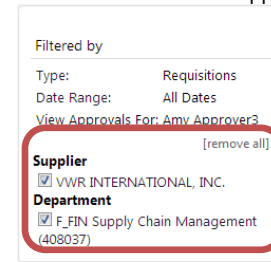 Filtered by
Type: Requisitions
Date Range: All Dates
View Approvals For: Amy Approver3
[remove all]
Supplier
VWR INTERNATIONAL, INC.
Department
F_FIN Supply Chain Management
(408037)